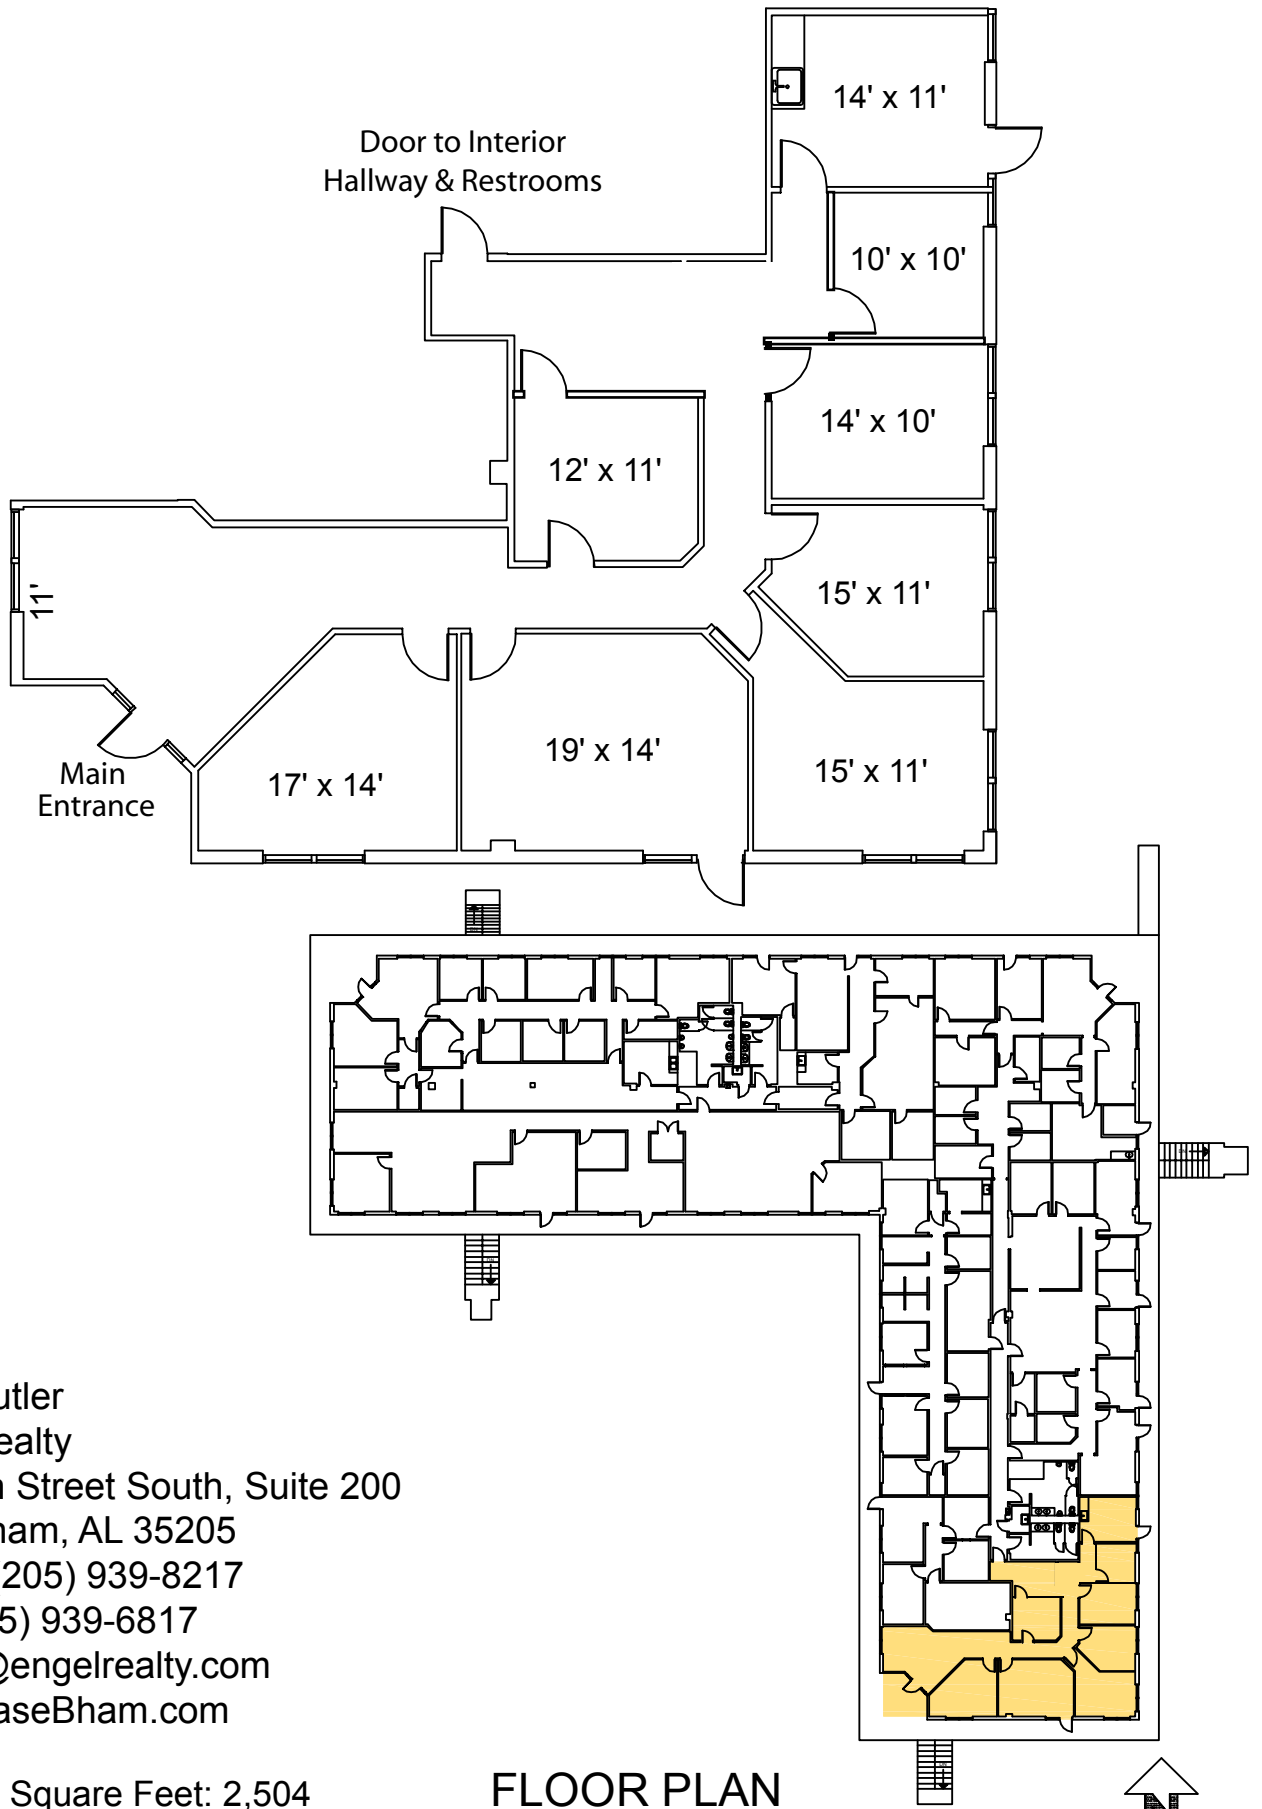 14' x 11'
Door to Interior
Hallway & Restrooms
10' x 10'
14' x 10'
12' x 11'
11'
15' x 11'
19' x 14'
17' x 14'
15' x 11'
Main
Entrance
utler
ealty
Street South, Suite 200
ham, AL 35205
205) 939-8217
5) 939-6817
@engelrealty.com
aseBham.com
Square Feet: 2,504
FLOOR PLAN